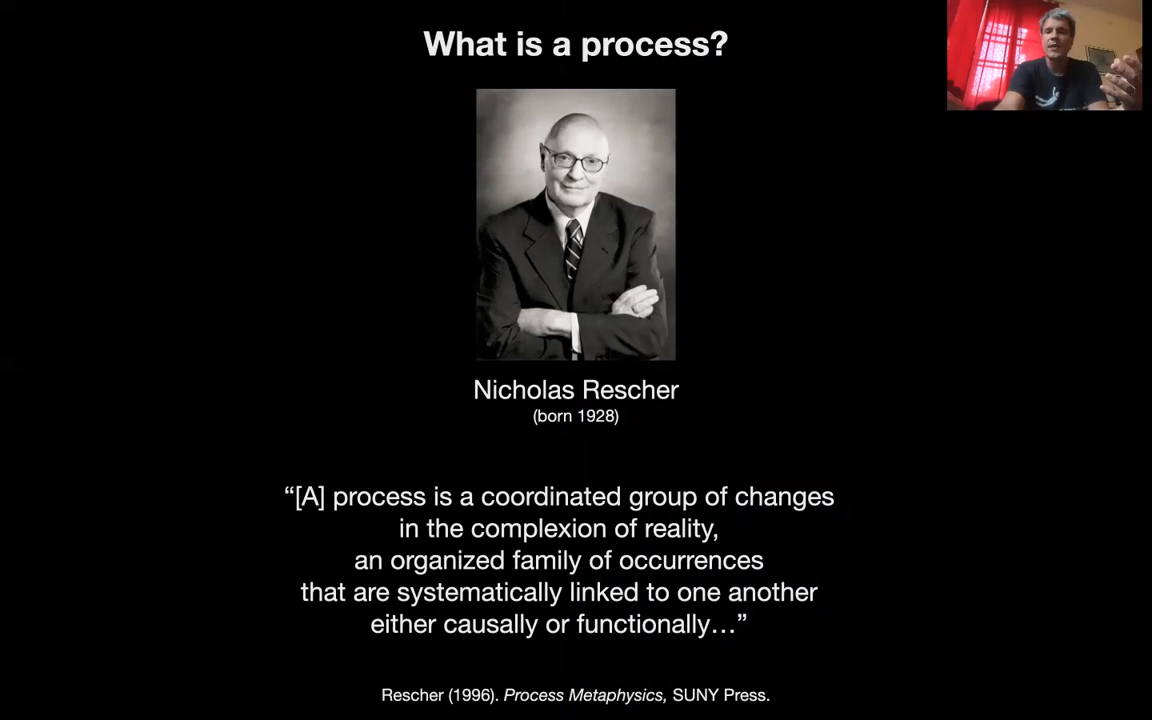 What is a process?
Nicholas Rescher
(born 1928)
“[A] process is a coordinated group of changes
in the complexion of reality,
an organized family of occurrences
that are systematically linked to one another
either causally or functionally…”
Rescher (1996). Process Metaphysics, SUNY Press.